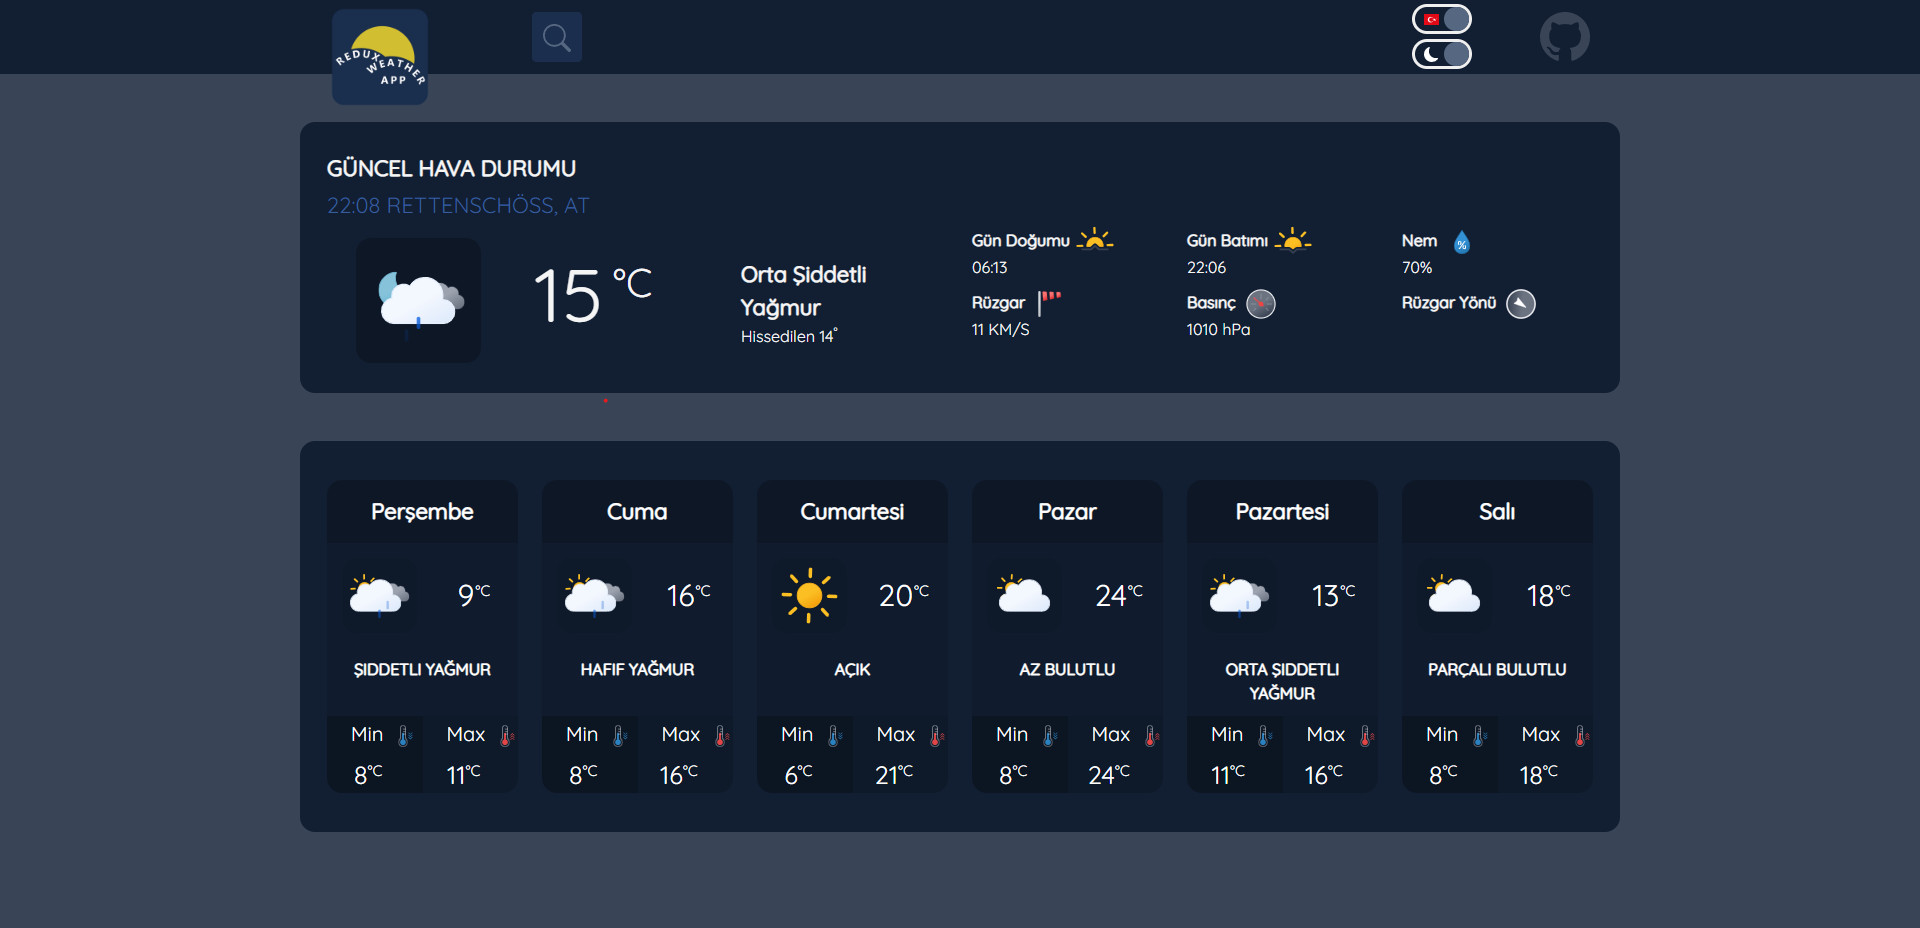 REDUX
WEATHER
APP
GÜNCEL HAVA DURUMU
22:08 RETTENSCHÖSS, AT
15 °C
Orta Şiddetli
Yağmur
Hissedilen 14°
Gün Doğumu
06:13
Gün Batımı
22:06
Nem
%
70%
Rüzgar
11 KM/S
Basınç
1010 hPa
Rüzgar Yönü
Perşembe
9°C
ŞIDDETLI YAĞMUR
Min Max
8°C 11°C
Cuma
16°C
HAFIF YAĞMUR
Min Max
8°C 16°C
Cumartesi
20°C
AÇIK
Min Max
6°C 21°C
Pazar
24°C
AZ BULUTLU
Min Max
8°C 24°C
Pazartesi
13°C
ORTA ŞIDDETLI
YAĞMUR
Min Max
11°C 16°C
Salı
18°C
PARÇALI BULUTLU
Min Max
8°C 18°C